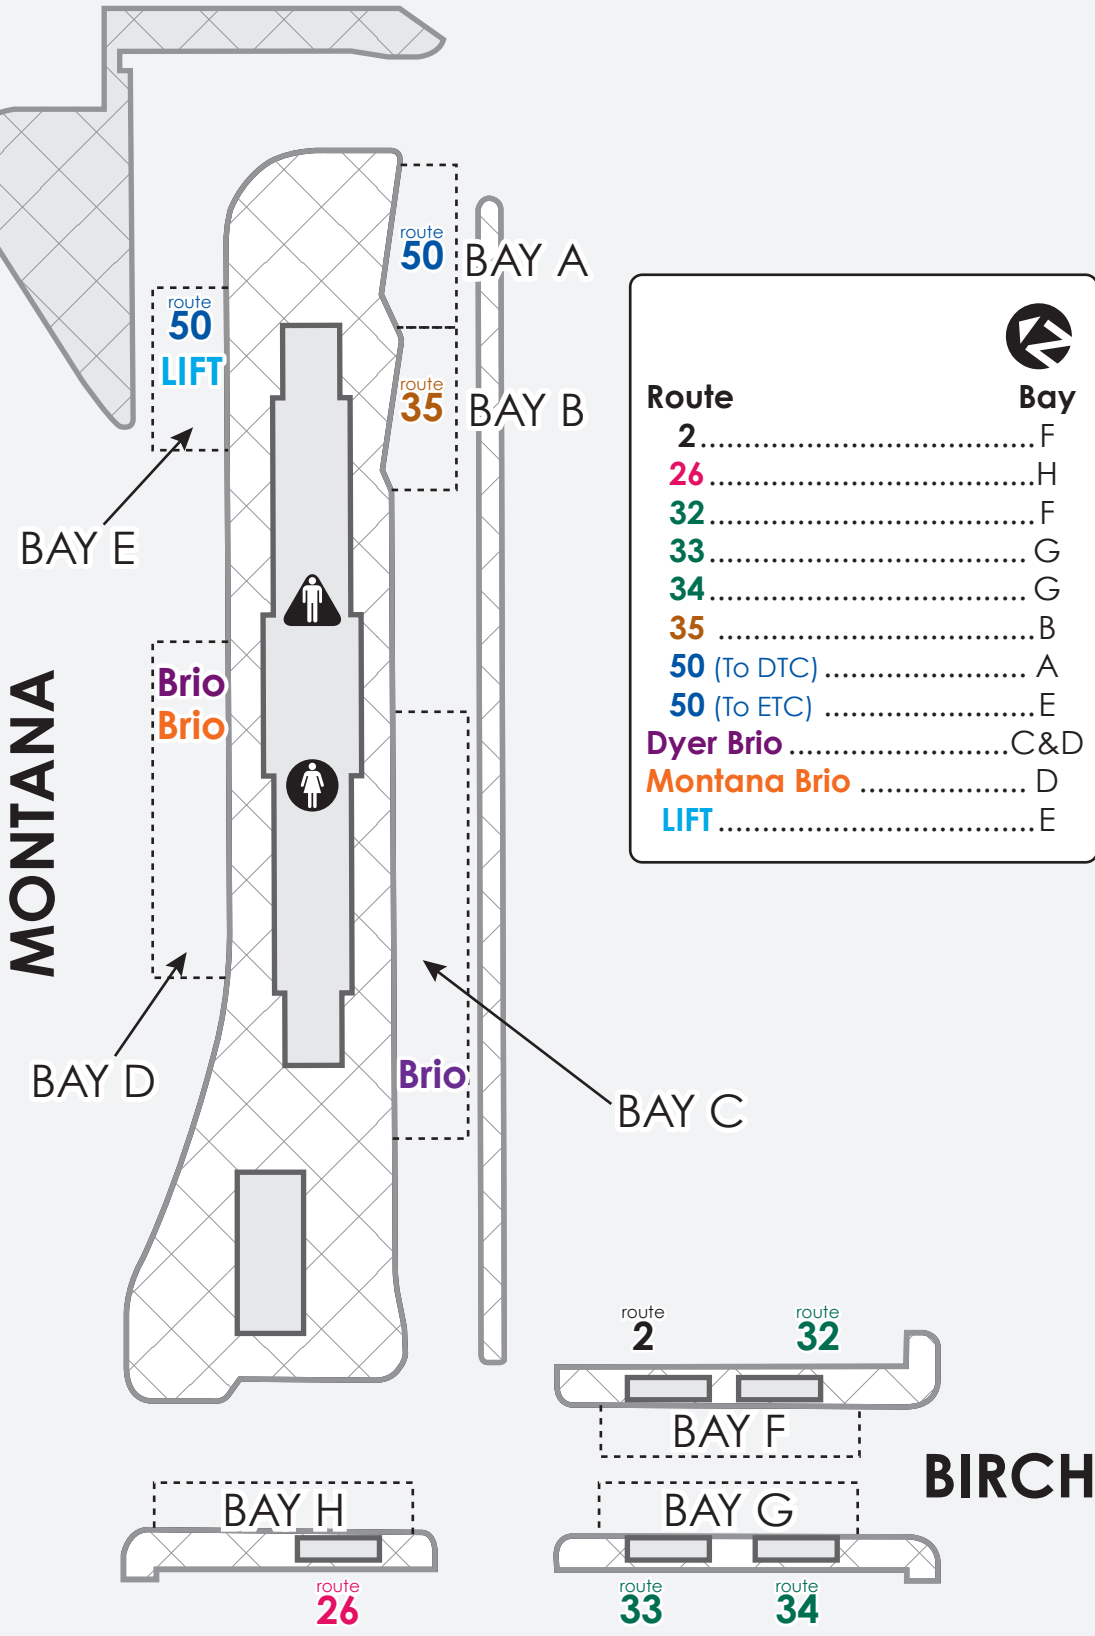 route
50
BAY A
route
50
LIFT
route
35
BAY B
BAY E
Route Bay
2 F
26 H
32 F
33 G
34 G
35 B
50 (To DTC) A
50 (To ETC) E
Dyer Brio C&D
Montana Brio D
LIFT E
MONTANA
Brio
Brio
BAY D
Brio
BAY C
route
2
route
32
BAY F
BIRCH
BAY H
BAY G
route
26
route
33
route
34